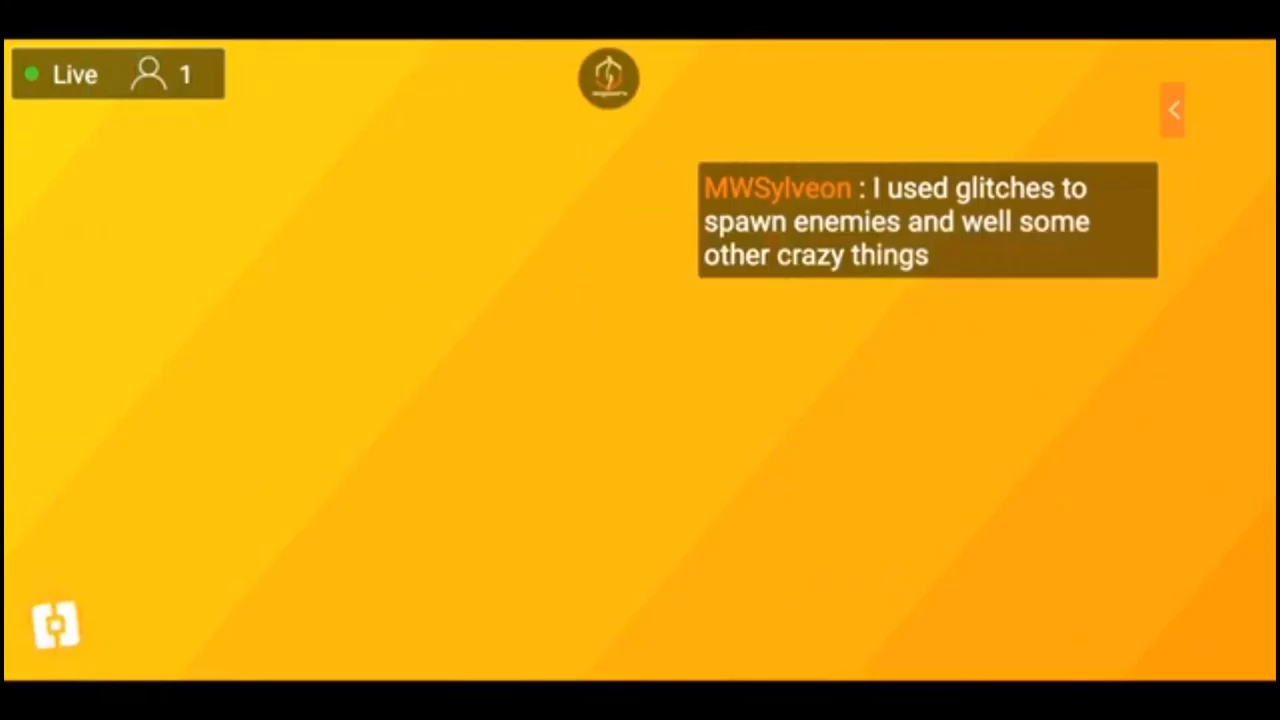 Live 1
MWSylveon : I used glitches to
spawn enemies and well some
other crazy things